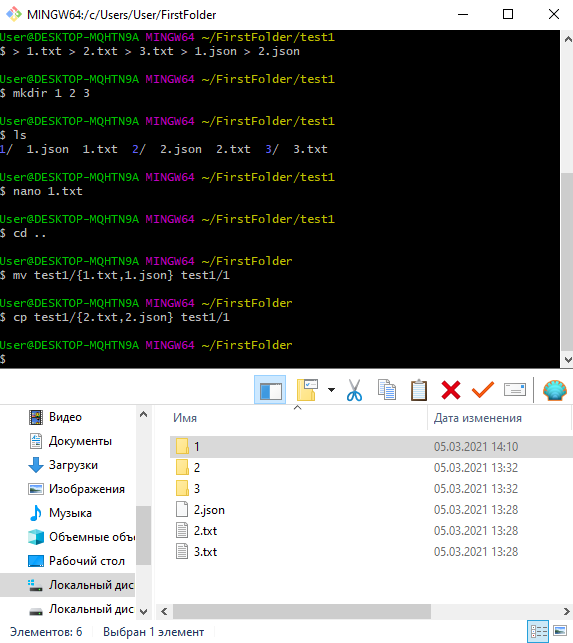 MINGW64:/c/Users/User/FirstFolder
User@DESKTOP-MQHTN9A MINGW64 ~/FirstFolder/test1
$ > 1.txt > 2.txt > 3.txt > 1.json > 2.json
User@DESKTOP-MQHTN9A MINGW64 ~/FirstFolder/test1
$ mkdir 1 2 3
User@DESKTOP-MQHTN9A MINGW64 ~/FirstFolder/test1
$ ls
1/  1.json  1.txt  2/  2.json  2.txt  3/  3.txt
User@DESKTOP-MQHTN9A MINGW64 ~/FirstFolder/test1
$ nano 1.txt
User@DESKTOP-MQHTN9A MINGW64 ~/FirstFolder/test1
$ cd ..
User@DESKTOP-MQHTN9A MINGW64 ~/FirstFolder
$ mv test1/{1.txt,1.json} test1/1
User@DESKTOP-MQHTN9A MINGW64 ~/FirstFolder
$ cp test1/{2.txt,2.json} test1/1
User@DESKTOP-MQHTN9A MINGW64 ~/FirstFolder
$
Видео
Документы
Загрузки
Изображения
Музыка
Объемные объ
Рабочий стол
Локальный дис
Локальный дис
Имя Дата изменения
1 05.03.2021 14:10
2 05.03.2021 13:32
3 05.03.2021 13:32
2.json 05.03.2021 13:28
2.txt 05.03.2021 13:28
3.txt 05.03.2021 13:28
Элементов: 6 Выбран 1 элемент